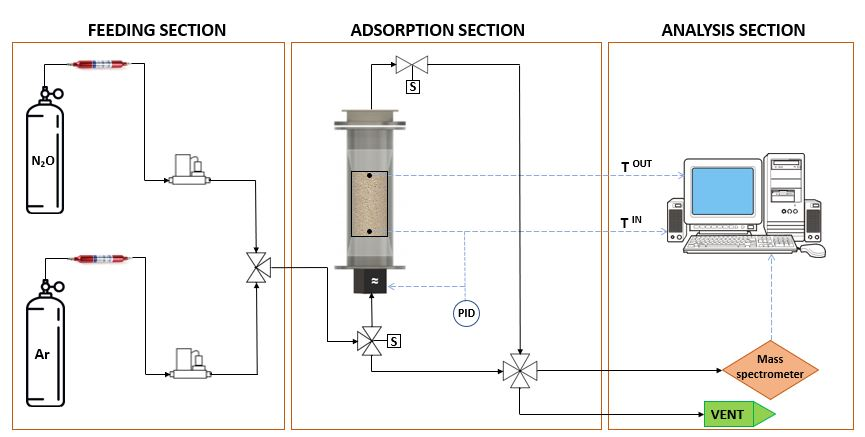 FEEDING SECTION
ADSORPTION SECTION
ANALYSIS SECTION
S
N₂O
T OUT
T IN
≈
PID
Ar
S
Mass
spectrometer
VENT